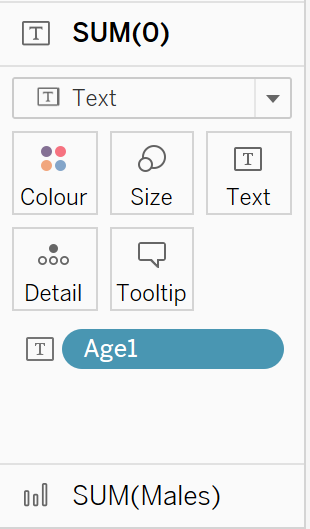 SUM(0)
Text
Colour Size Text
Detail Tooltip
Age1
SUM(Males)